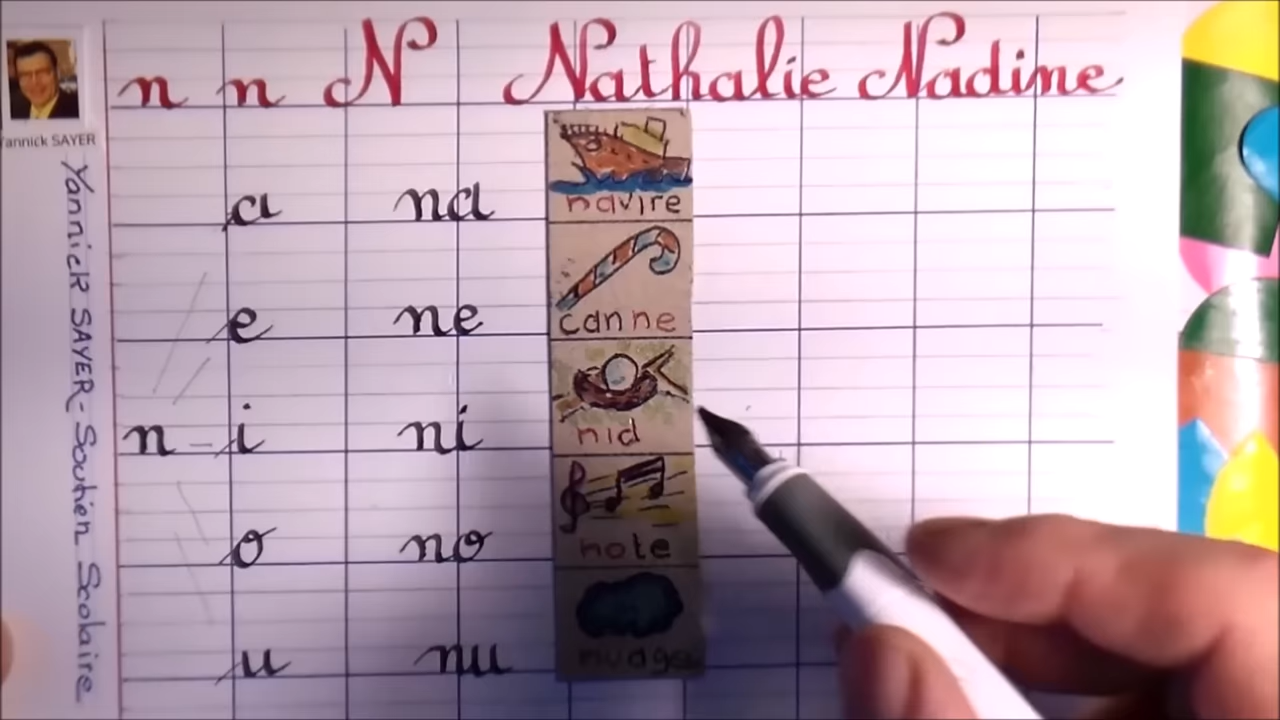 n n N Nathalie Nadine
Yannick SAYER
Yannick SAYER - Soutien Scolaire
a na navire
e ne canne
n - i ni nid
o no note
u nu nuage